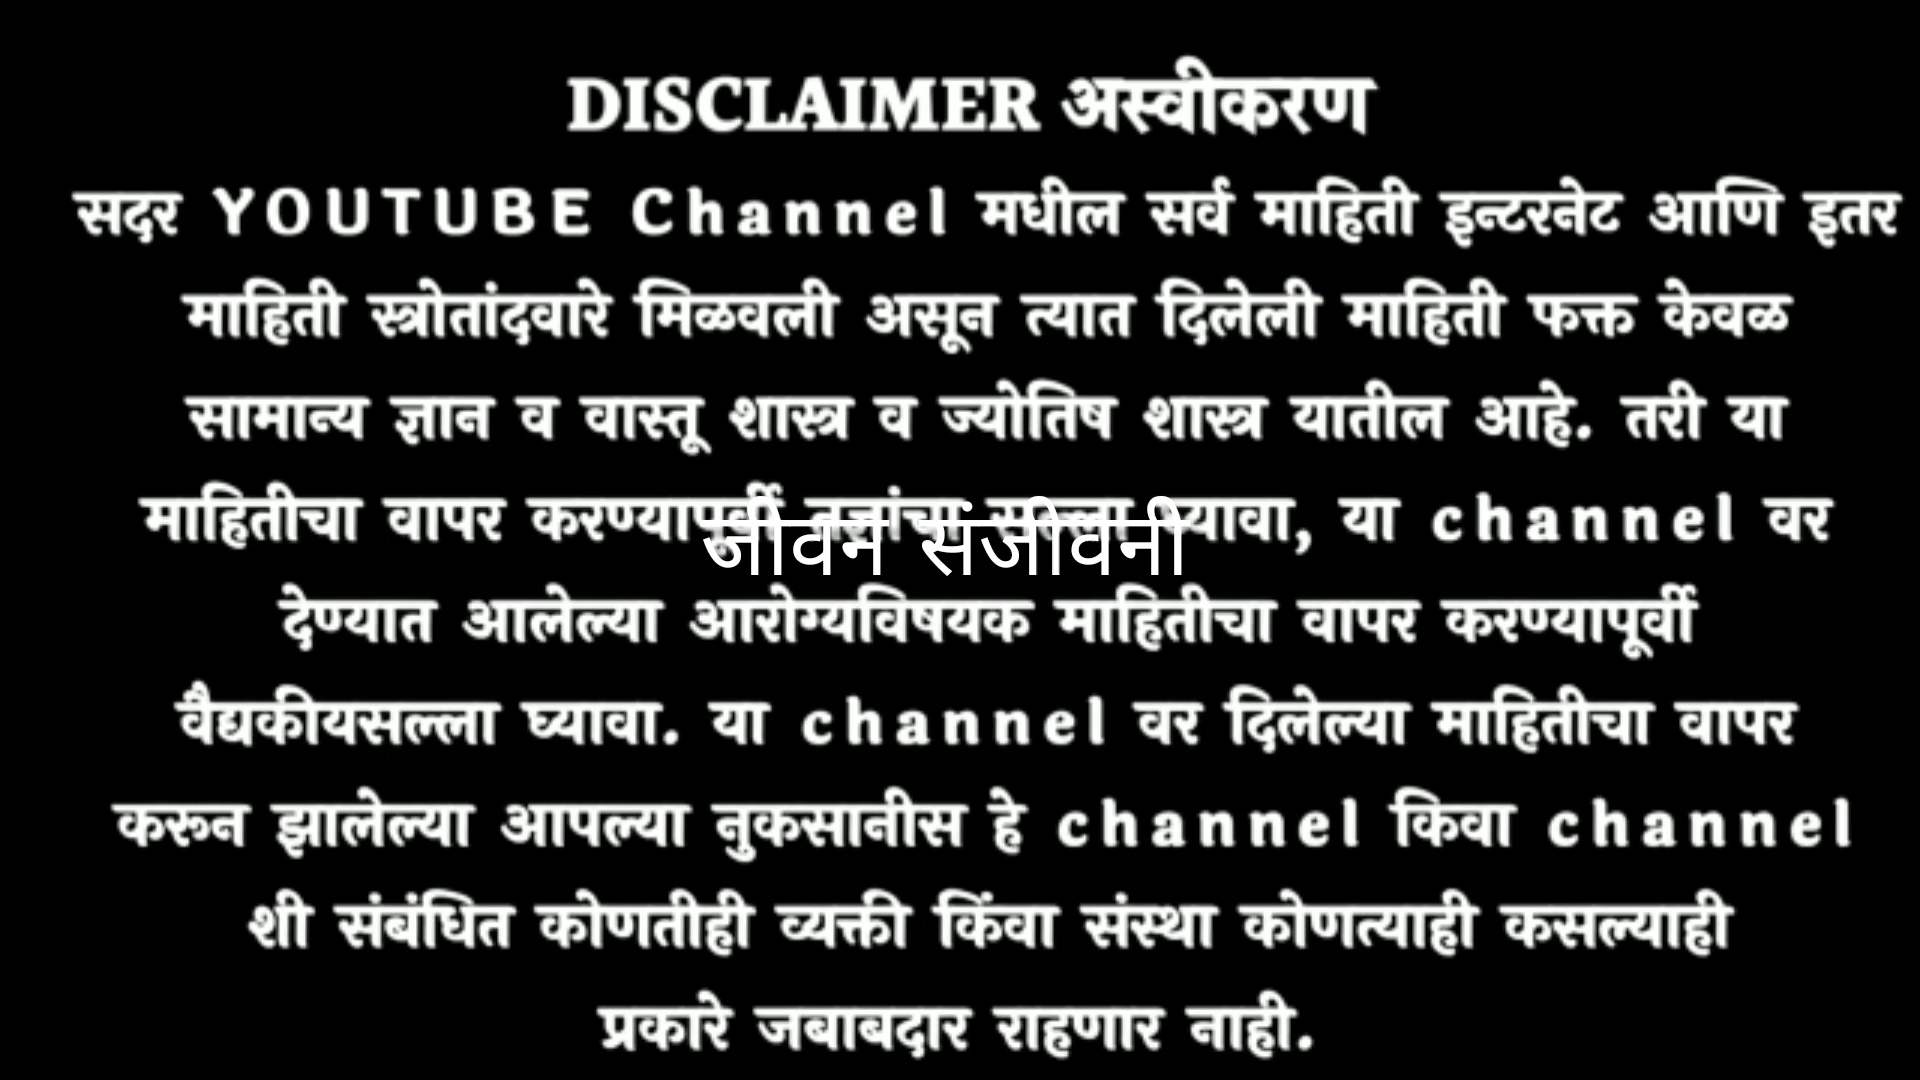 DISCLAIMER अस्वीकरण
सदर YOUTUBE Channel मधील सर्व माहिती इन्टरनेट आणि इतर
माहिती स्त्रोतांदवारे मिळवली असून त्यात दिलेली माहिती फक्त केवळ
सामान्य ज्ञान व वास्तू शास्त्र व ज्योतिष शास्त्र यातील आहे. तरी या
माहितीचा वापर करण्यापूर्वी तज्ञांचा सल्ला घ्यावा, या channel वर
जीवन संजीवनी
देण्यात आलेल्या आरोग्यविषयक माहितीचा वापर करण्यापूर्वी
वैद्यकीयसल्ला घ्यावा. या channel वर दिलेल्या माहितीचा वापर
करून झालेल्या आपल्या नुकसानीस हे channel किवा channel
शी संबंधित कोणतीही व्यक्ती किंवा संस्था कोणत्याही कसल्याही
प्रकारे जबाबदार राहणार नाही.